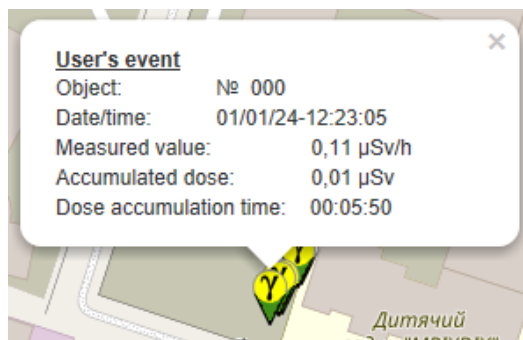 ×
User's event
Object: № 000
Date/time: 01/01/24-12:23:05
Measured value: 0,11 µSv/h
Accumulated dose: 0,01 µSv
Dose accumulation time: 00:05:50
γ γ
Дитячий